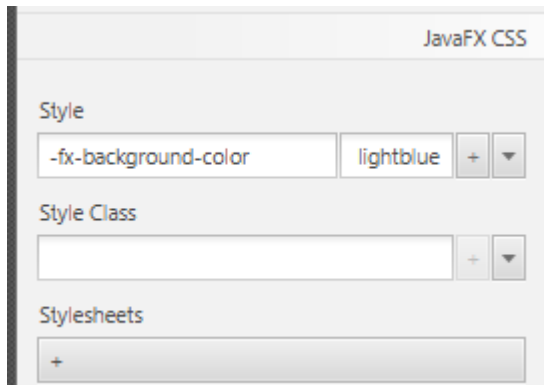 JavaFX CSS
Style
-fx-background-color lightblue +
Style Class
+
Stylesheets
+